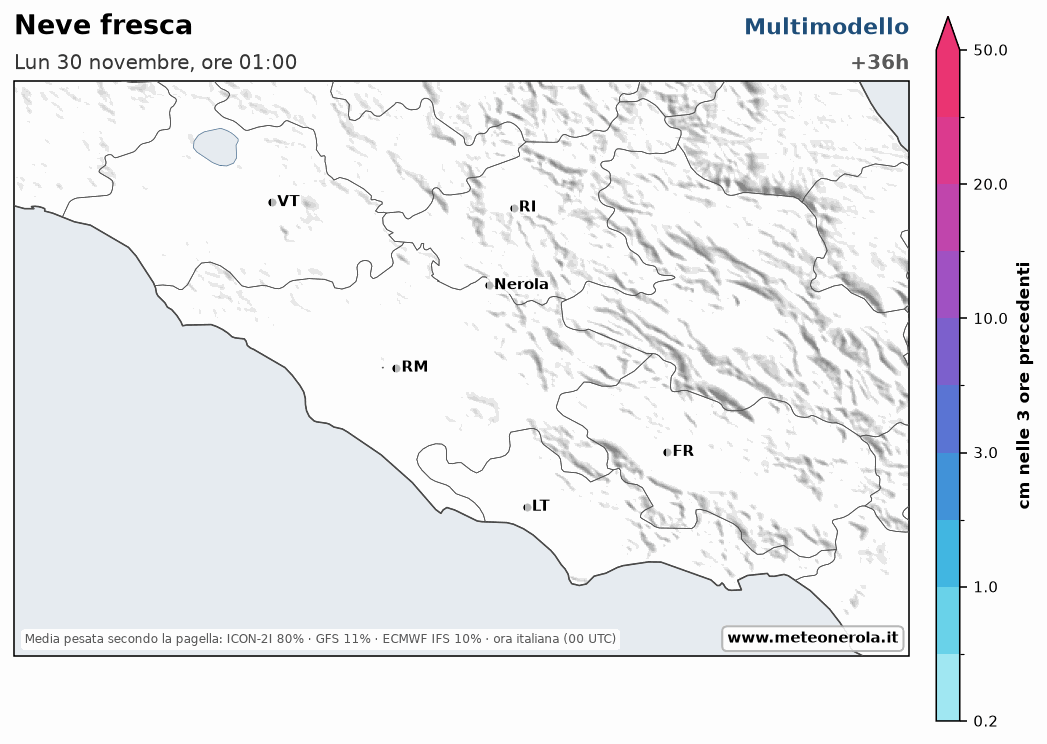 Neve fresca
Multimodello
Lun 30 novembre, ore 01:00
+36h
50.0
20.0
10.0
3.0
1.0
0.2
cm nelle 3 ore precedenti
VT
RI
Nerola
RM
FR
LT
Media pesata secondo la pagella: ICON-2I 80% · GFS 11% · ECMWF IFS 10% · ora italiana (00 UTC)
www.meteonerola.it